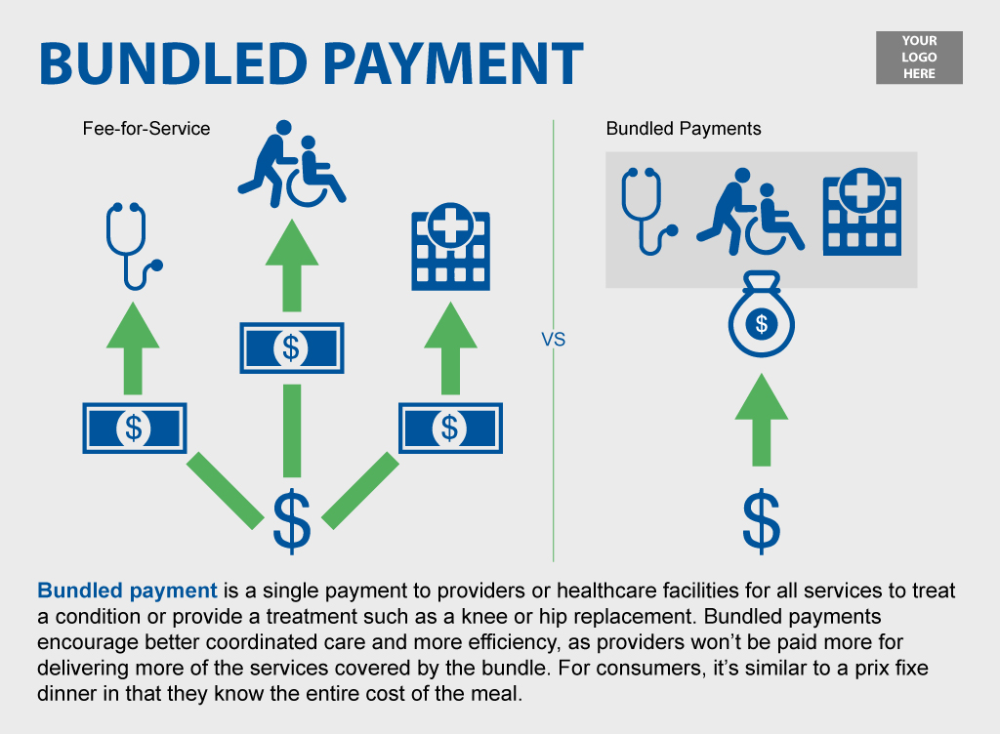 BUNDLED PAYMENT
YOUR
LOGO
HERE
Fee-for-Service
Bundled Payments
$
$
$
$
VS
$
$
Bundled payment is a single payment to providers or healthcare facilities for all services to treat
a condition or provide a treatment such as a knee or hip replacement. Bundled payments
encourage better coordinated care and more efficiency, as providers won’t be paid more for
delivering more of the services covered by the bundle. For consumers, it’s similar to a prix fixe
dinner in that they know the entire cost of the meal.